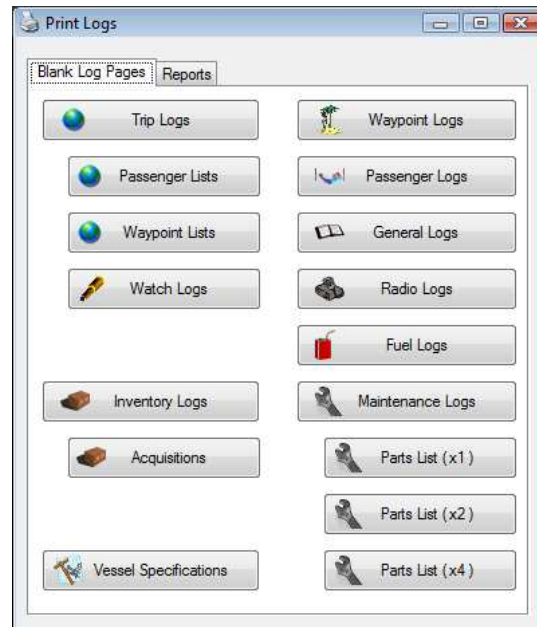 Print Logs
Blank Log Pages Reports
Trip Logs Waypoint Logs
Passenger Lists Passenger Logs
Waypoint Lists General Logs
Watch Logs Radio Logs
Fuel Logs
Inventory Logs Maintenance Logs
Acquisitions Parts List (x1)
Parts List (x2)
Vessel Specifications Parts List (x4)